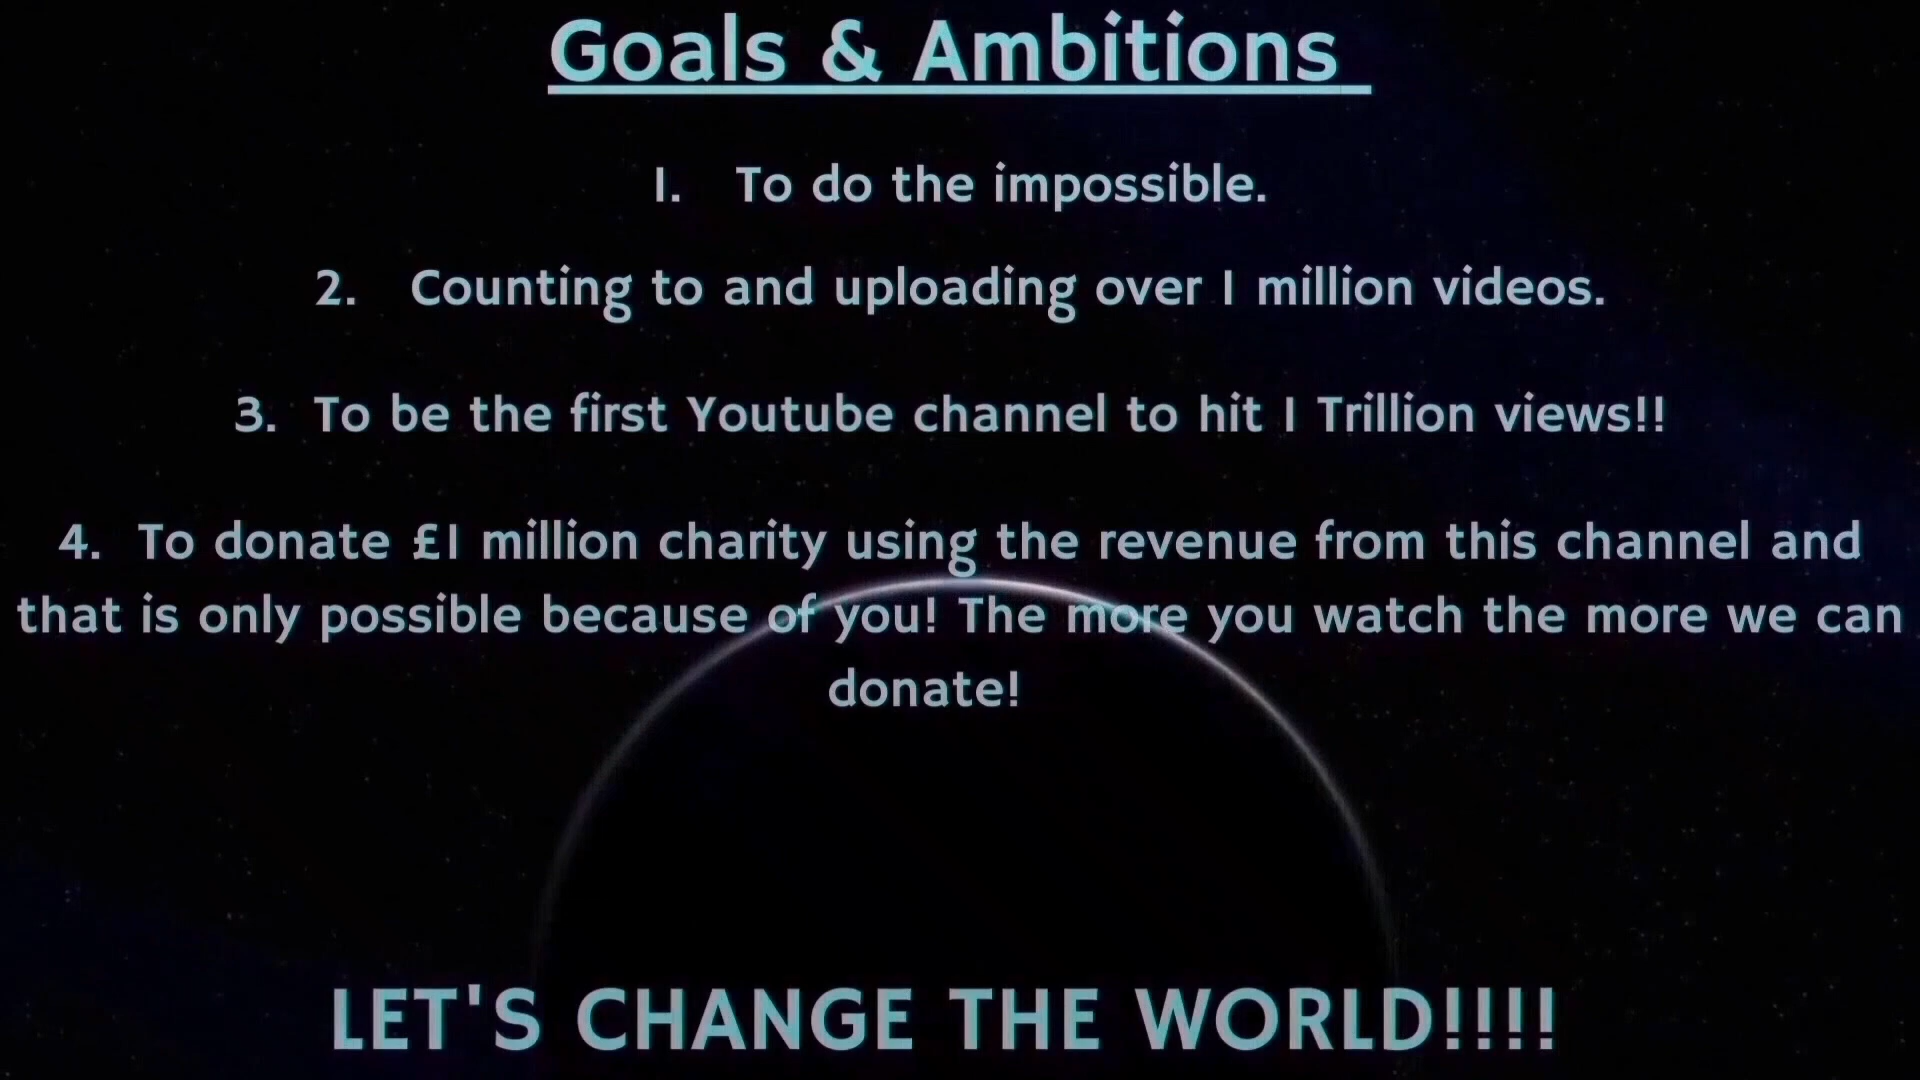 Goals & Ambitions
1. To do the impossible.
2. Counting to and uploading over 1 million videos.
3. To be the first Youtube channel to hit 1 Trillion views!!
4. To donate £1 million charity using the revenue from this channel and
that is only possible because of you! The more you watch the more we can
donate!
LET'S CHANGE THE WORLD!!!!